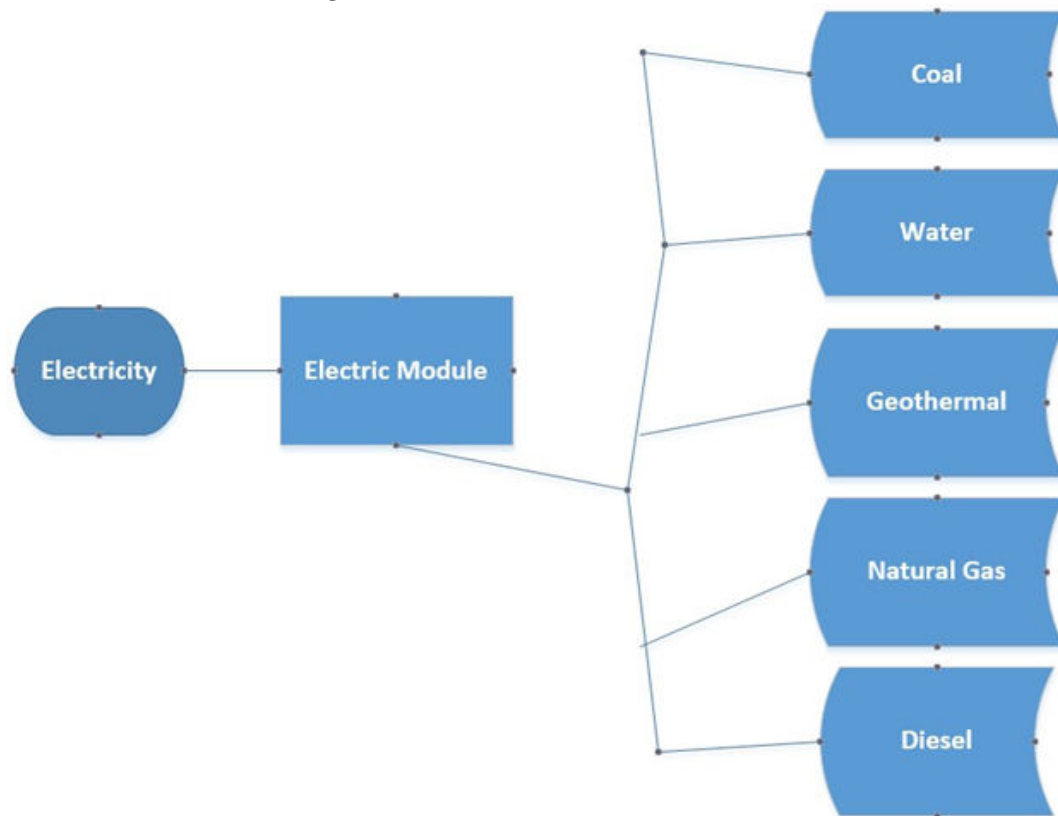 Coal
Water
Electricity
Electric Module
Geothermal
Natural Gas
Diesel